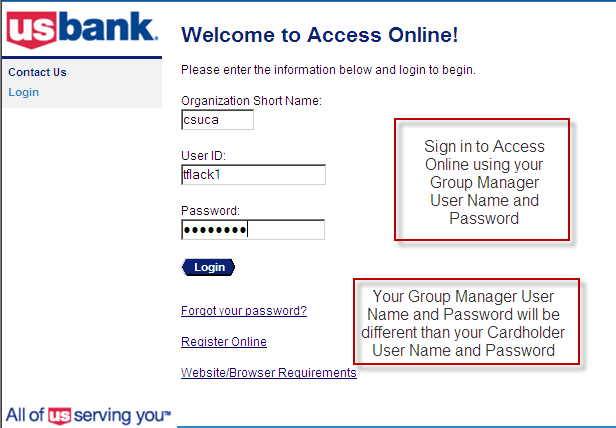 usbank.
Contact Us
Login
Welcome to Access Online!
Please enter the information below and login to begin.
Organization Short Name:
csuca
User ID:
tflack1
Password:
●●●●●●●●
Login
Forgot your password?
Register Online
Website/Browser Requirements
Sign in to Access
Online using your
Group Manager
User Name and
Password
Your Group Manager User
Name and Password will be
different than your Cardholder
User Name and Password
All of us serving you™